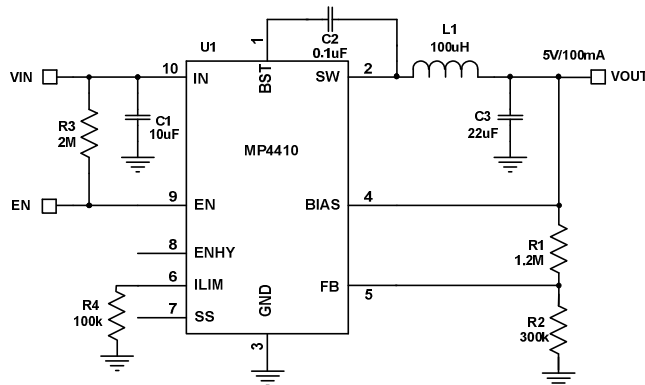 U1
1
C2
0.1uF
L1
100uH
5V/100mA
VIN
10
IN
BST
SW
2
VOUT
R3
2M
C1
10uF
C3
22uF
MP4410
EN
9
EN
BIAS
4
8
ENHY
R1
1.2M
6
ILIM
FB
5
R4
100k
7
SS
GND
3
R2
300k